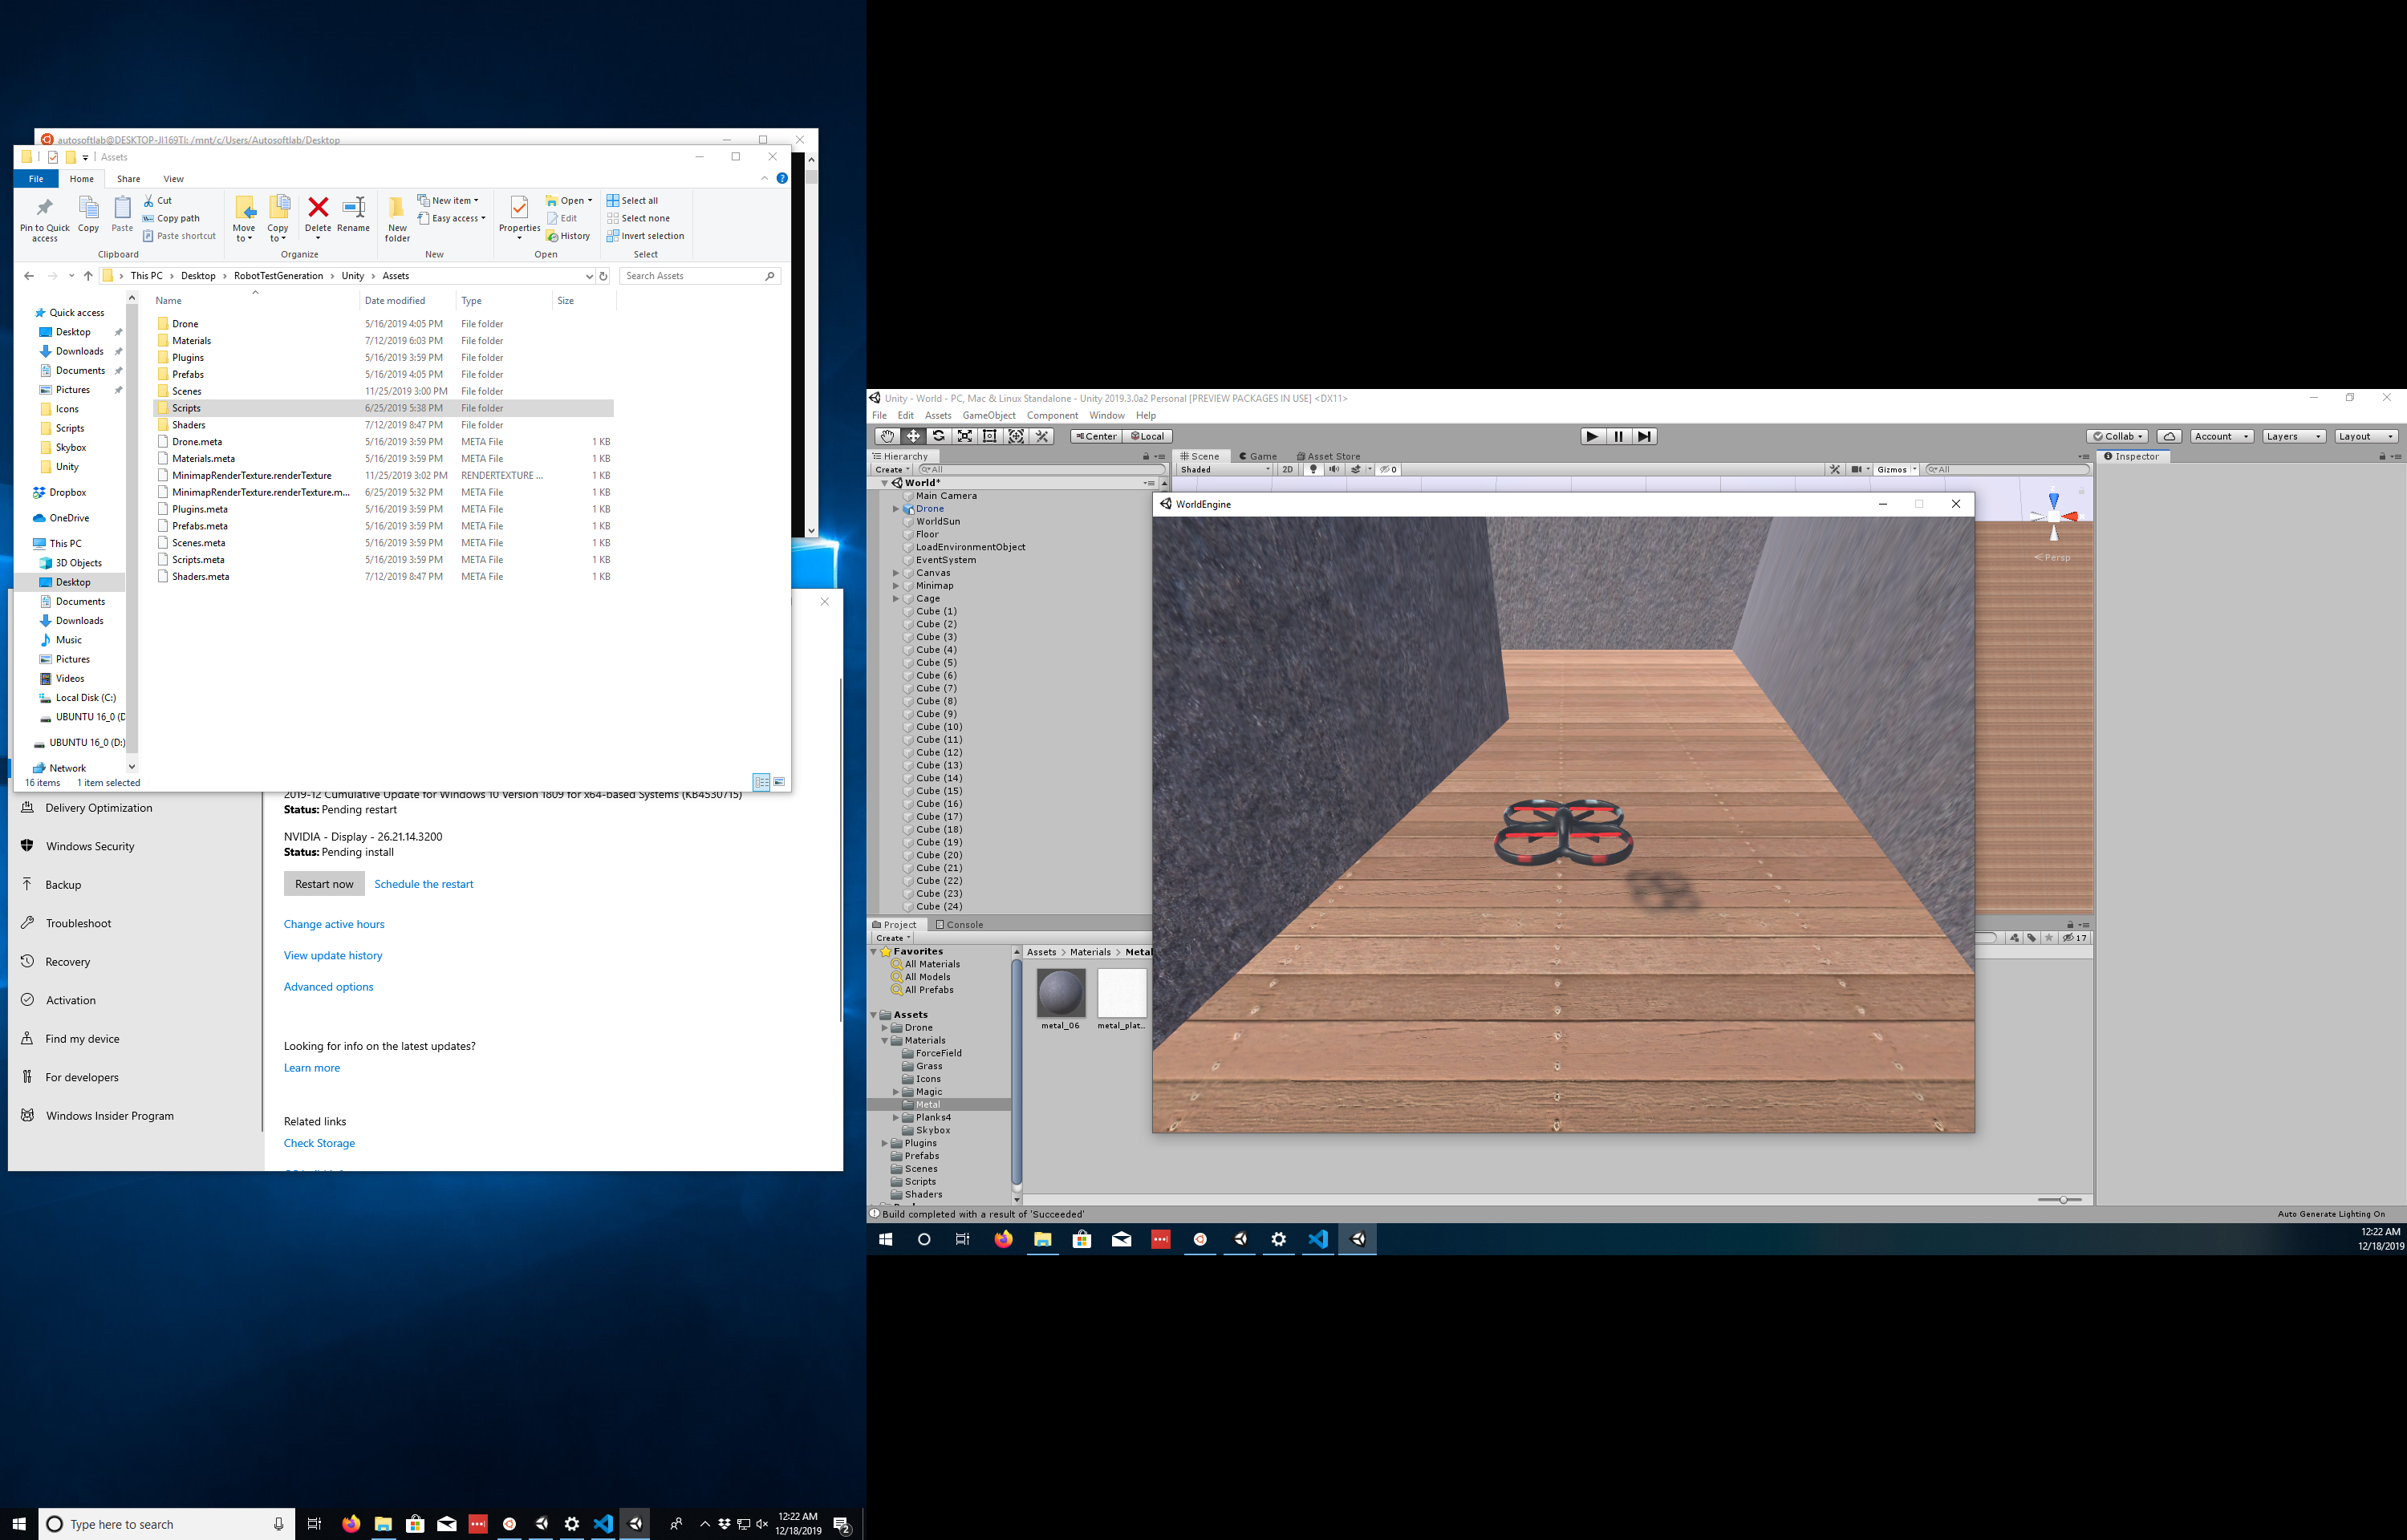 autosoftlab@DESKTOP-JI169TI: /mnt/c/Users/Autosoftlab/Desktop
Assets
File Home Share View
Pin to Quick access
Copy
Paste
Cut
Copy path
Paste shortcut
Move to
Copy to
Delete
Rename
New folder
New item
Easy access
Properties
Open
Edit
History
Select all
Select none
Invert selection
Clipboard Organize New Open Select
This PC > Desktop > RobotTestGeneration > Unity > Assets
Search Assets
Quick access
Desktop
Downloads
Documents
Pictures
Icons
Scripts
Skybox
Unity
Dropbox
OneDrive
This PC
3D Objects
Desktop
Documents
Downloads
Music
Pictures
Videos
Local Disk (C:)
UBUNTU 16_0 (D
UBUNTU 16_0 (D:)
Network
Name Date modified Type Size
Drone 5/16/2019 4:05 PM File folder
Materials 7/12/2019 6:03 PM File folder
Plugins 5/16/2019 3:59 PM File folder
Prefabs 5/16/2019 4:05 PM File folder
Scenes 11/25/2019 3:00 PM File folder
Scripts 6/25/2019 5:38 PM File folder
Shaders 7/12/2019 8:47 PM File folder
Drone.meta 5/16/2019 3:59 PM META File 1 KB
Materials.meta 5/16/2019 3:59 PM META File 1 KB
MinimapRenderTexture.renderTexture 11/25/2019 3:02 PM RENDERTEXTURE ... 1 KB
MinimapRenderTexture.renderTexture.m... 6/25/2019 5:32 PM META File 1 KB
Plugins.meta 5/16/2019 3:59 PM META File 1 KB
Prefabs.meta 5/16/2019 3:59 PM META File 1 KB
Scenes.meta 5/16/2019 3:59 PM META File 1 KB
Scripts.meta 5/16/2019 3:59 PM META File 1 KB
Shaders.meta 7/12/2019 8:47 PM META File 1 KB
16 items 1 item selected
Delivery Optimization
Windows Security
Backup
Troubleshoot
Recovery
Activation
Find my device
For developers
Windows Insider Program
2019-12 Cumulative Update for Windows 10 Version 1809 for x64-based Systems (KB4530715)
Status: Pending restart
NVIDIA - Display - 26.21.14.3200
Status: Pending install
Restart now Schedule the restart
Change active hours
View update history
Advanced options
Looking for info on the latest updates?
Learn more
Related links
Check Storage
Type here to search
12:22 AM
12/18/2019
2
Unity - World - PC, Mac & Linux Standalone - Unity 2019.3.0a2 Personal [PREVIEW PACKAGES IN USE] <DX11>
File Edit Assets GameObject Component Window Help
Center Local
Collab Account Layers Layout
Hierarchy
Create All
World*
Main Camera
Drone
WorldSun
Floor
LoadEnvironmentObject
EventSystem
Canvas
Minimap
Cage
Cube (1)
Cube (2)
Cube (3)
Cube (4)
Cube (5)
Cube (6)
Cube (7)
Cube (8)
Cube (9)
Cube (10)
Cube (11)
Cube (12)
Cube (13)
Cube (14)
Cube (15)
Cube (16)
Cube (17)
Cube (18)
Cube (19)
Cube (20)
Cube (21)
Cube (22)
Cube (23)
Cube (24)
Scene Game Asset Store
Shaded 2D 0 Gizmos All
Inspector
WorldEngine
Persp
Project Console
Create
17
Favorites
All Materials
All Models
All Prefabs
Assets
Drone
Materials
ForceField
Grass
Icons
Magic
Metal
Planks4
Skybox
Plugins
Prefabs
Scenes
Scripts
Shaders
Assets > Materials > Metal
metal_06 metal_plat...
Build completed with a result of 'Succeeded'
Auto Generate Lighting On
12:22 AM
12/18/2019